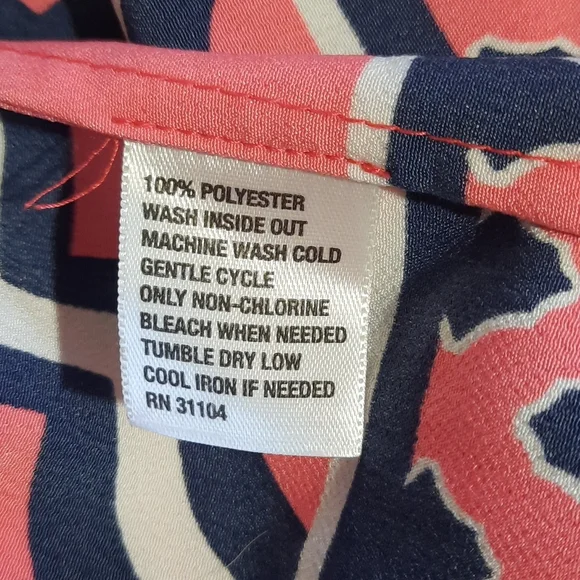 100% POLYESTER
WASH INSIDE OUT
MACHINE WASH COLD
GENTLE CYCLE
ONLY NON-CHLORINE
BLEACH WHEN NEEDED
TUMBLE DRY LOW
COOL IRON IF NEEDED
RN 31104